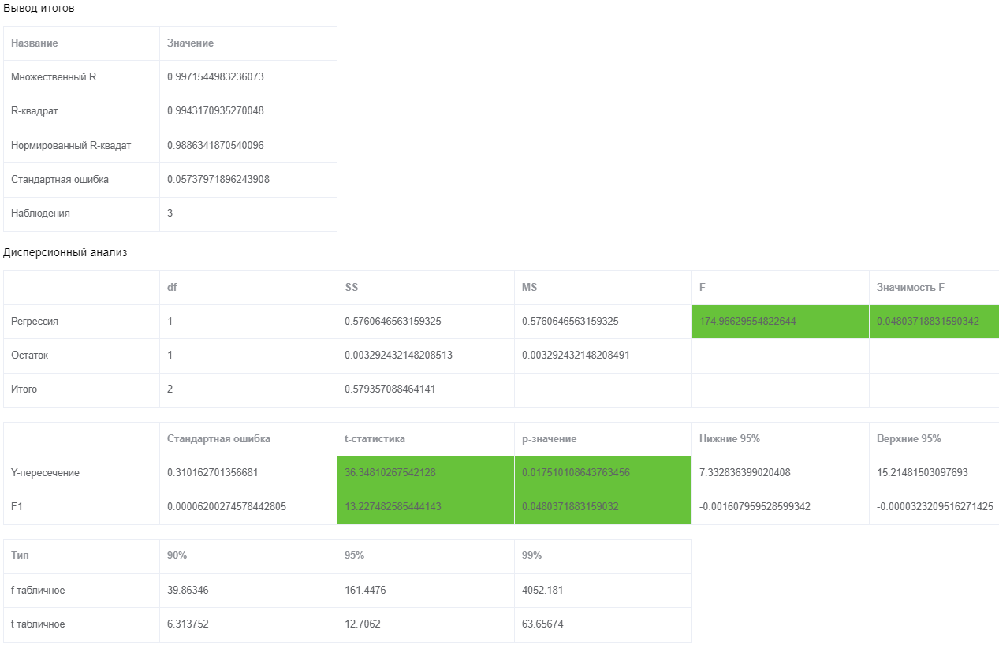 Вывод итогов
Название Значение
Множественный R 0.9971544983236073
R-квадрат 0.9943170935270048
Нормированный R-квадат 0.9886341870540096
Стандартная ошибка 0.05737971896243908
Наблюдения 3
Дисперсионный анализ
df SS MS F Значимость F
Регрессия 1 0.5760646563159325 0.5760646563159325 174.96629554822644 0.04803718831590342
Остаток 1 0.003292432148208513 0.003292432148208491
Итого 2 0.579357088464141
Стандартная ошибка t-статистика p-значение Нижние 95% Верхние 95%
Y-пересечение 0.310162701356681 36.34810267542128 0.017510108643763456 7.332836399020408 15.21481503097693
F1 0.00006200274578442805 13.227482585444143 0.0480371883159032 -0.001607959528599342 -0.0000323209516271425
Тип 90% 95% 99%
f табличное 39.86346 161.4476 4052.181
t табличное 6.313752 12.7062 63.65674